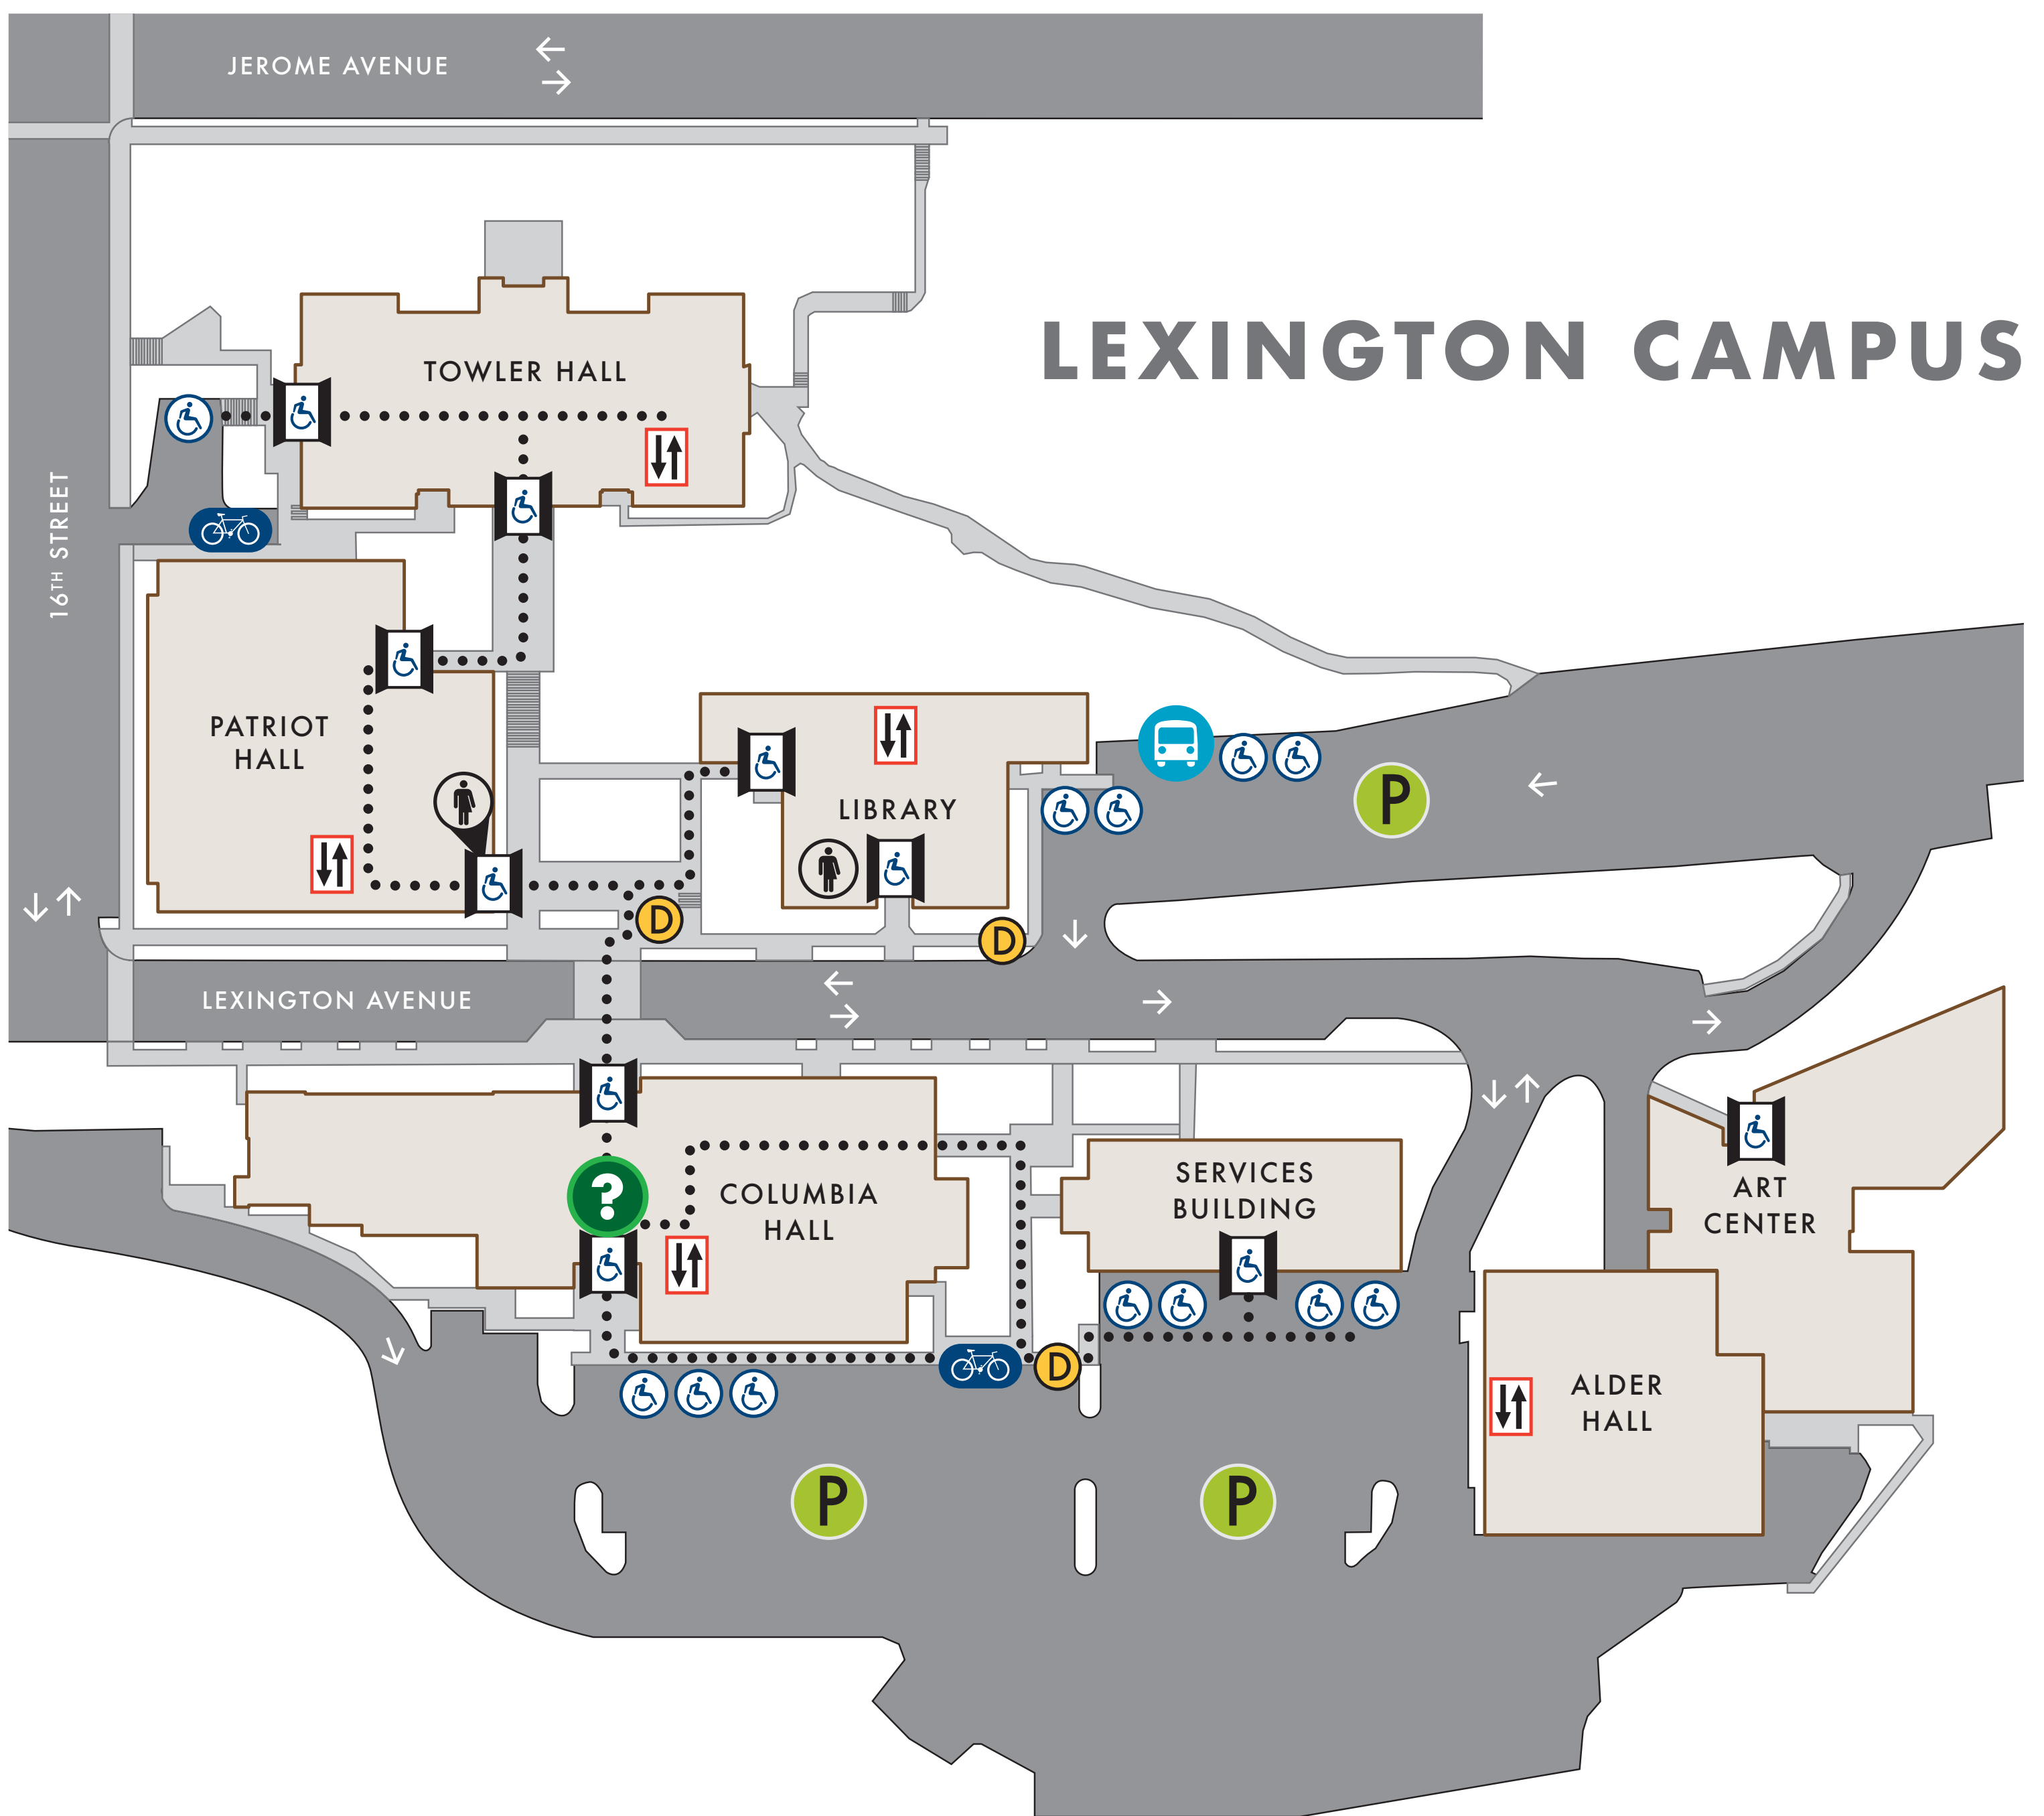 JEROME AVENUE
LEXINGTON CAMPUS
TOWLER HALL
16TH STREET
PATRIOT
HALL
LIBRARY
P
D
D
LEXINGTON AVENUE
?
COLUMBIA
HALL
SERVICES
BUILDING
ART
CENTER
D
ALDER
HALL
P
P